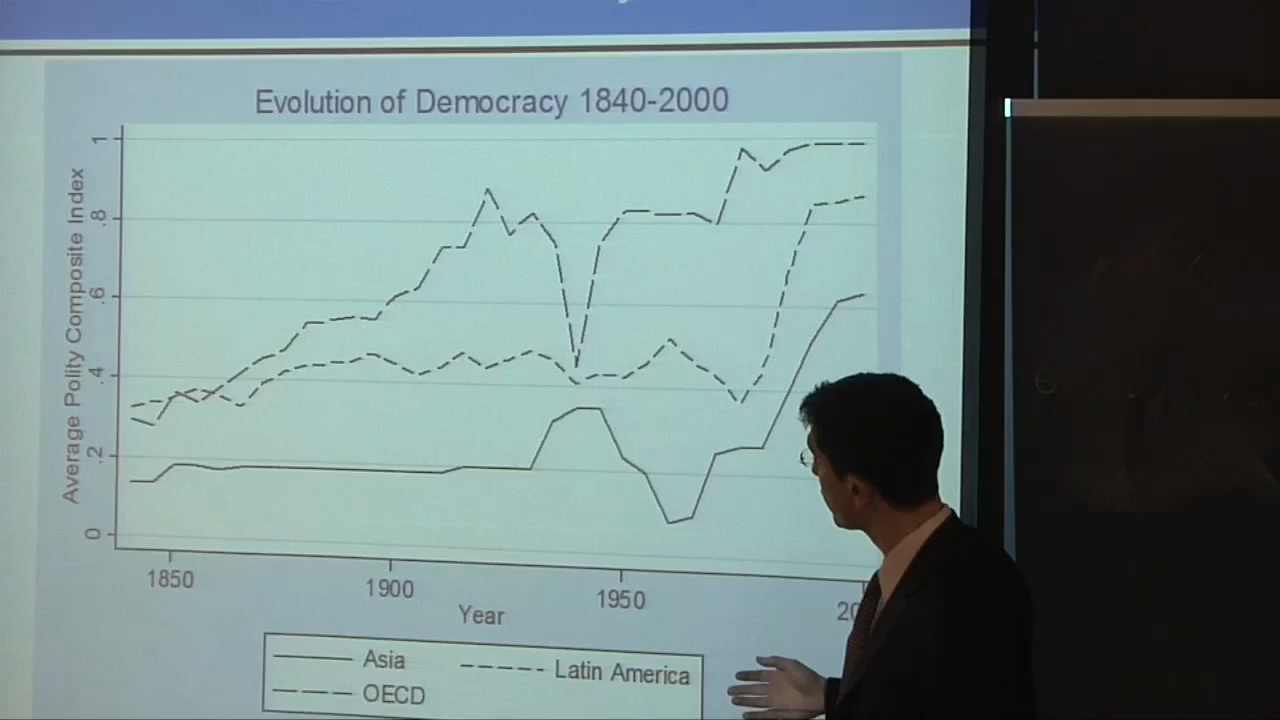 Evolution of Democracy 1840-2000
Average Polity Composite Index
1
.8
.6
.4
.2
0
1850
1900
1950
Year
Asia
Latin America
OECD